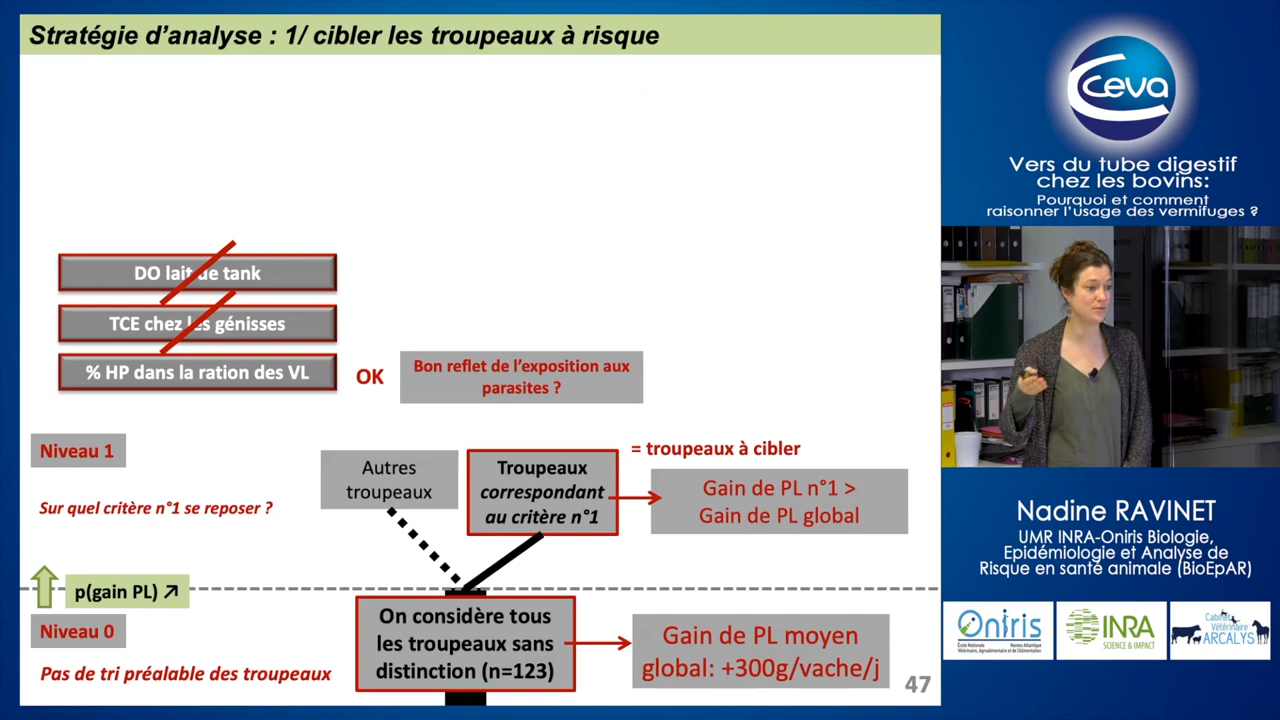 Stratégie d'analyse : 1/ cibler les troupeaux à risque
DO lait de tank
TCE chez les génisses
% HP dans la ration des VL
OK
Bon reflet de l'exposition aux
parasites ?
Niveau 1
Sur quel critère n°1 se reposer ?
Autres
troupeaux
Troupeaux
correspondant
au critère n°1
= troupeaux à cibler
Gain de PL n°1 >
Gain de PL global
p(gain PL) ↗
Niveau 0
Pas de tri préalable des troupeaux
On considère tous
les troupeaux sans
distinction (n=123)
Gain de PL moyen
global: +300g/vache/j
47
ceva
Vers du tube digestif
chez les bovins:
Pourquoi et comment
raisonner l'usage des vermifuges ?
Nadine RAVINET
UMR INRA-Oniris Biologie,
Epidémiologie et Analyse de
Risque en santé animale (BioEpAR)
Oniris
INRA
SCIENCE & IMPACT
Cabinet
Vétérinaire
ARCALYS